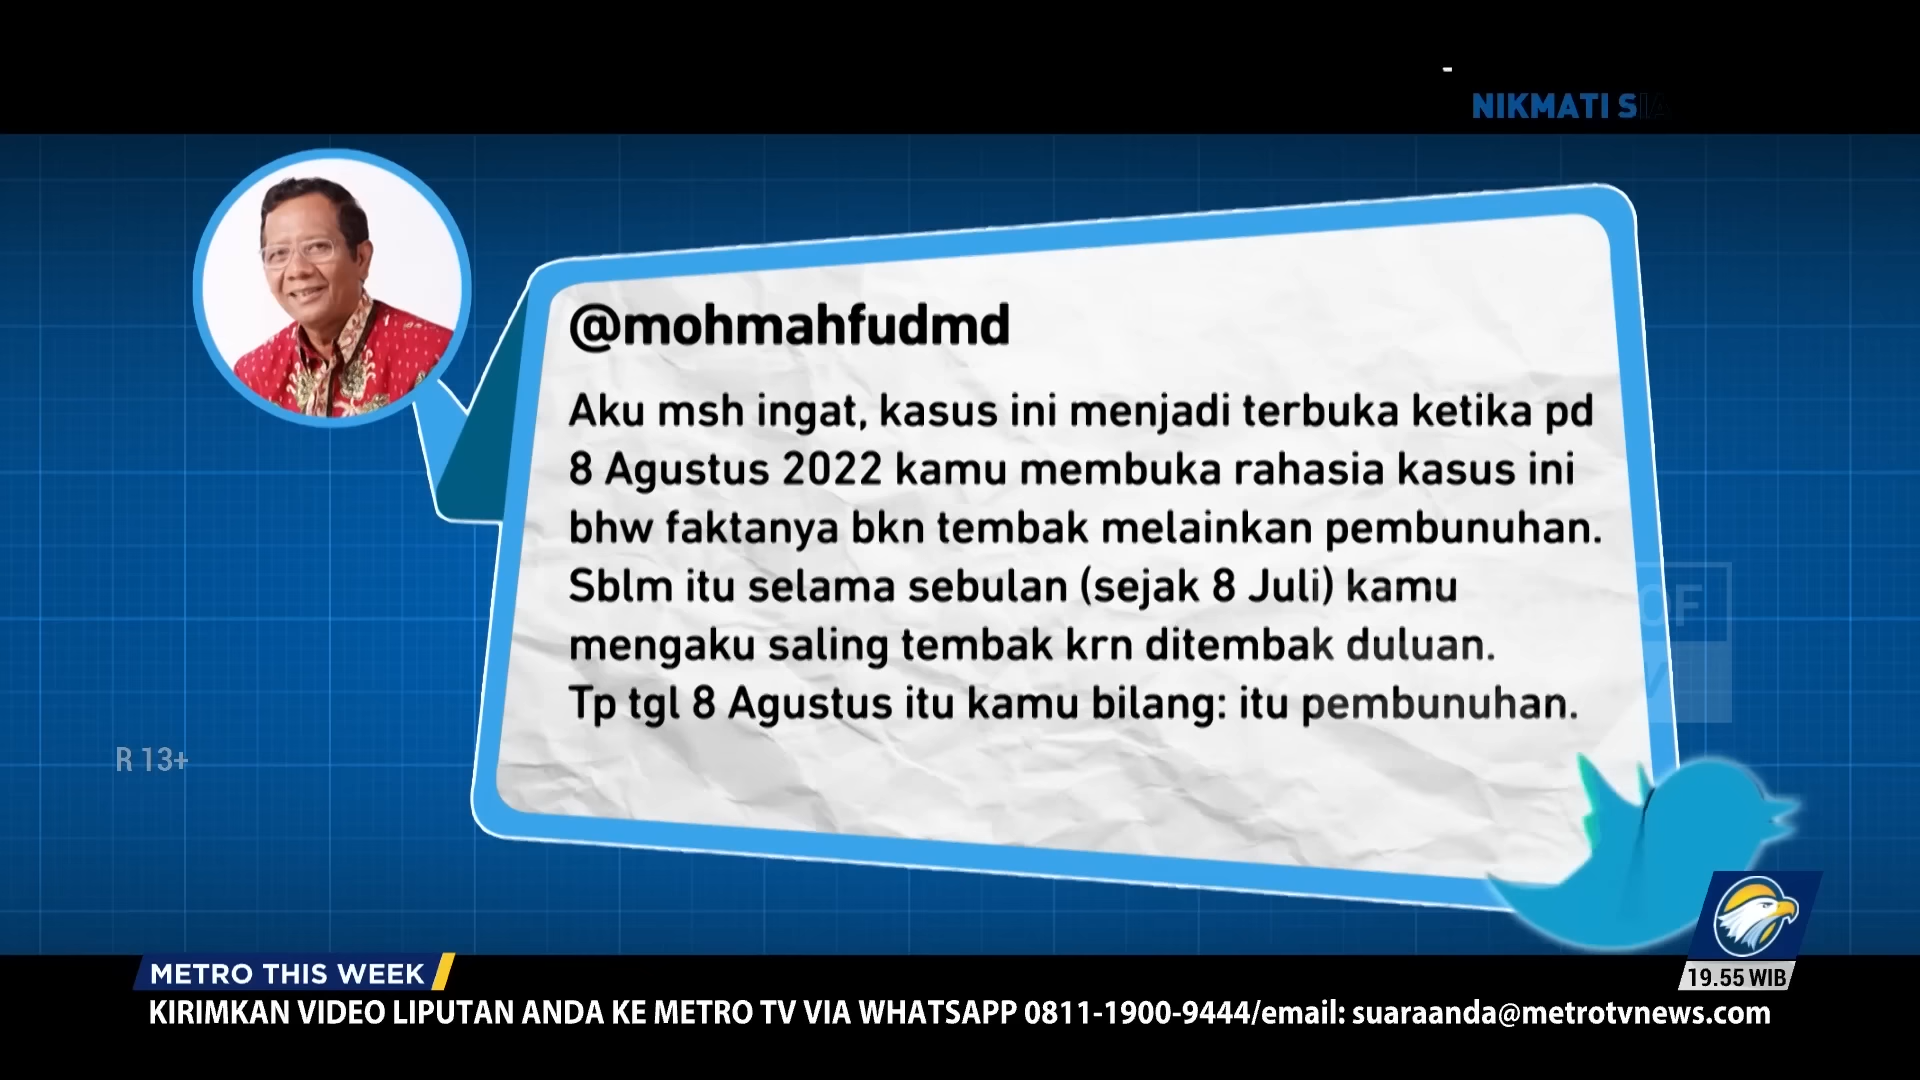 NIKMATI SIA
@mohmahfudmd
Aku msh ingat, kasus ini menjadi terbuka ketika pd
8 Agustus 2022 kamu membuka rahasia kasus ini
bhw faktanya bkn tembak melainkan pembunuhan.
Sblm itu selama sebulan (sejak 8 Juli) kamu
mengaku saling tembak krn ditembak duluan.
Tp tgl 8 Agustus itu kamu bilang: itu pembunuhan.
OF
R 13+
19.55 WIB
METRO THIS WEEK
KIRIMKAN VIDEO LIPUTAN ANDA KE METRO TV VIA WHATSAPP 0811-1900-9444/email: suaraanda@metrotvnews.com